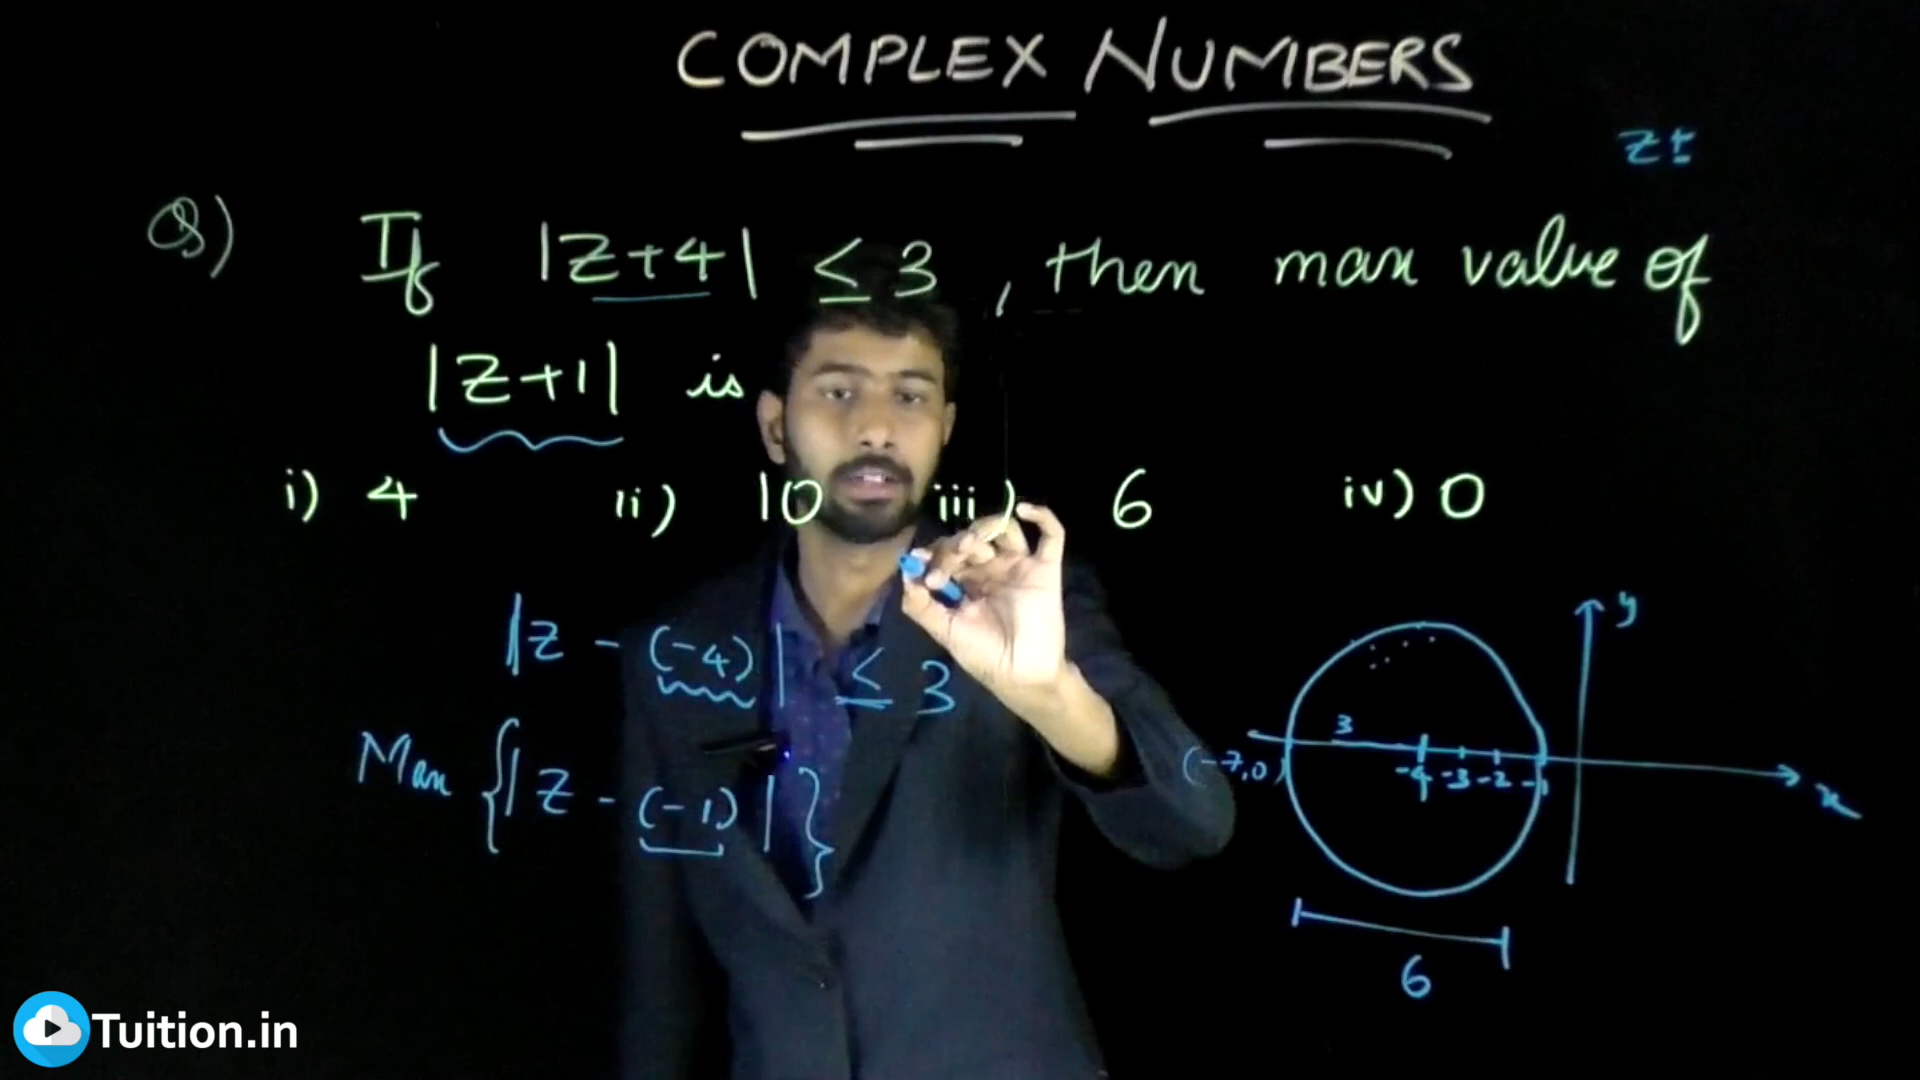 COMPLEX NUMBERS
Z ±
Q) If |Z+4| ≤ 3, then max value of
|Z+1| is
i) 4 ii) 10 iii) 6 iv) 0
|Z - (-4)| ≤ 3
Max {|Z - (-1)|}
y
3
(-7,0) -4 -3 -2 -1
x
6
Tuition.in